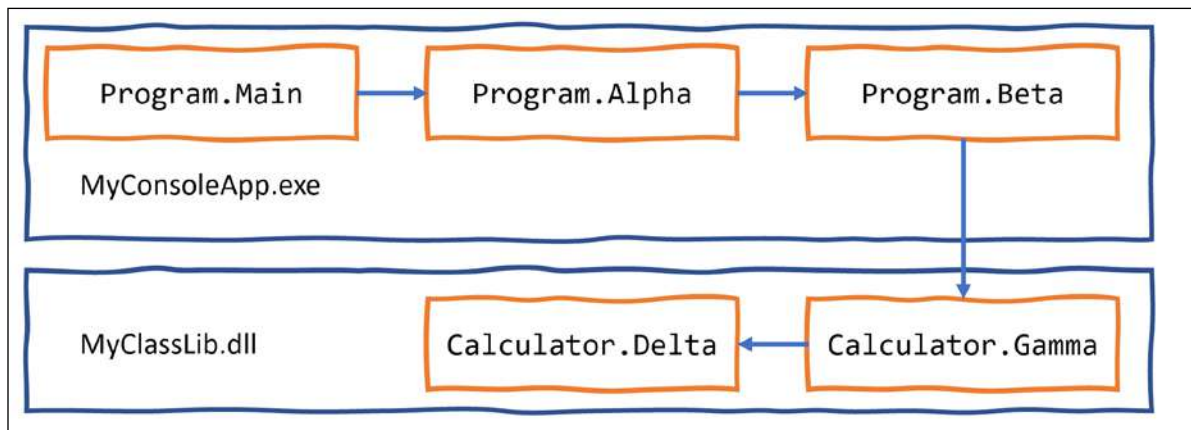 Program.Main
Program.Alpha
Program.Beta
MyConsoleApp.exe
MyClassLib.dll
Calculator.Delta
Calculator.Gamma